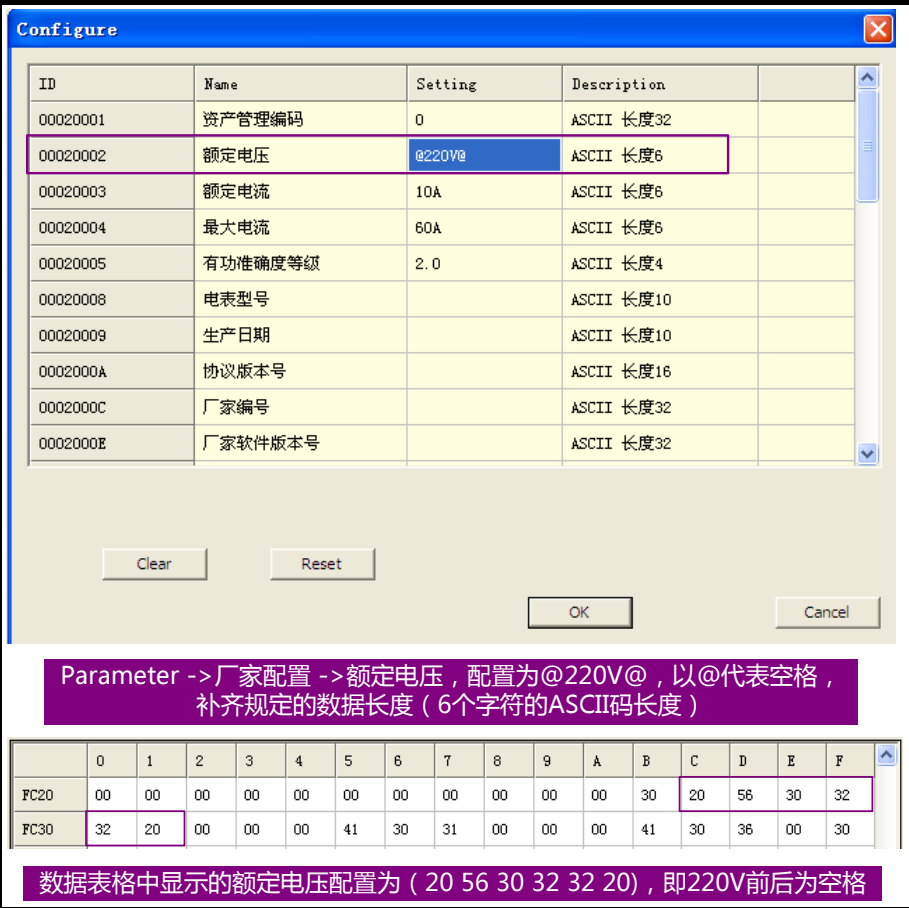 Configure
ID Name Setting Description
00020001 资产管理编码 0 ASCII 长度32
00020002 额定电压 @220V@ ASCII 长度6
00020003 额定电流 10A ASCII 长度6
00020004 最大电流 60A ASCII 长度6
00020005 有功准确度等级 2.0 ASCII 长度4
00020008 电表型号 ASCII 长度10
00020009 生产日期 ASCII 长度10
0002000A 协议版本号 ASCII 长度16
0002000C 厂家编号 ASCII 长度32
0002000E 厂家软件版本号 ASCII 长度32
Clear Reset
OK Cancel
Parameter ->厂家配置 ->额定电压，配置为@220V@，以@代表空格，
补齐规定的数据长度（6个字符的ASCII码长度）
0 1 2 3 4 5 6 7 8 9 A B C D E F
FC20 00 00 00 00 00 00 00 00 00 00 00 30 20 56 30 32
FC30 32 20 00 00 00 41 30 31 00 00 00 41 30 36 00 30
数据表格中显示的额定电压配置为（20 56 30 32 32 20)，即220V前后为空格